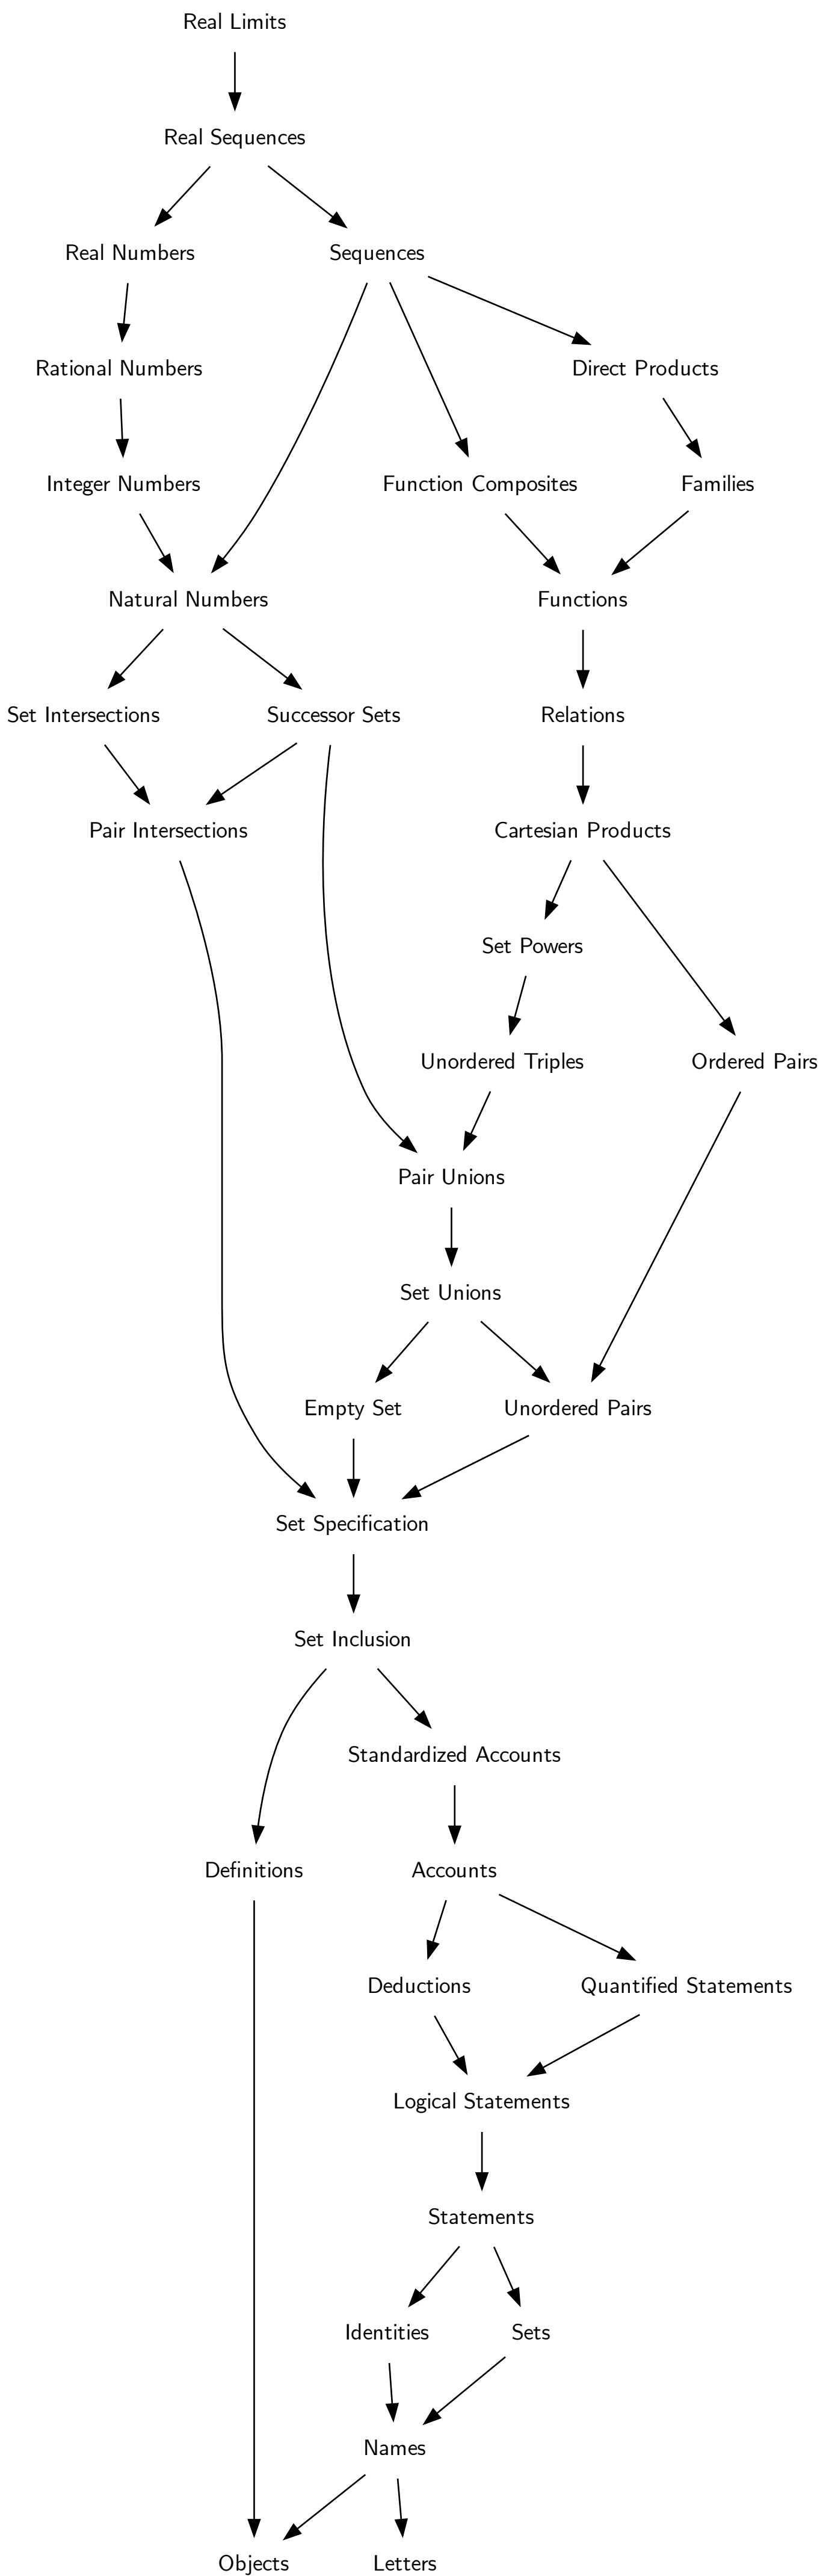 Real Limits
Real Sequences
Real Numbers
Sequences
Rational Numbers
Direct Products
Integer Numbers
Function Composites
Families
Natural Numbers
Functions
Set Intersections
Successor Sets
Relations
Pair Intersections
Cartesian Products
Set Powers
Unordered Triples
Ordered Pairs
Pair Unions
Set Unions
Empty Set
Unordered Pairs
Set Specification
Set Inclusion
Standardized Accounts
Definitions
Accounts
Deductions
Quantified Statements
Logical Statements
Statements
Identities
Sets
Names
Objects
Letters